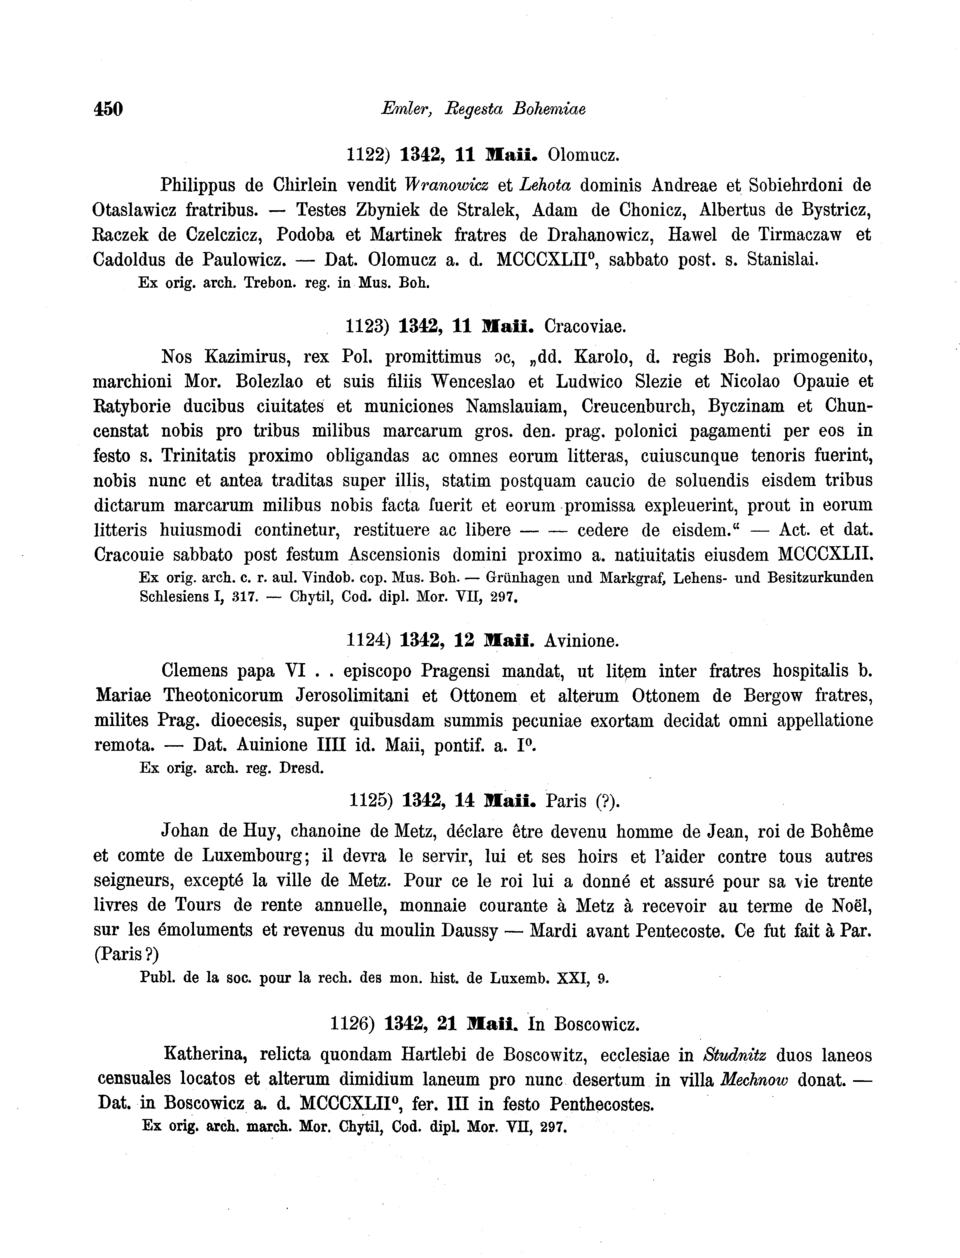 450 Emler, Regesta Bohemiae
1122) 1342, 11 Maii. Olomucz.
Philippus de Chirlein vendit Wranowicz et Lehota dominis Andreae et Sobiehrdoni de
Otaslawicz fratribus. — Testes Zbyniek de Stralek, Adam de Chonicz, Albertus de Bystricz,
Raczek de Czelczicz, Podoba et Martinek fratres de Drahanowicz, Hawel de Tirmaczaw et
Cadoldus de Paulowicz. — Dat. Olomucz a. d. MCCCXLII⁰, sabbato post. s. Stanislai.
Ex orig. arch. Trebon. reg. in Mus. Boh.
1123) 1342, 11 Maii. Cracoviae.
Nos Kazimirus, rex Pol. promittimus ɔc, „dd. Karolo, d. regis Boh. primogenito,
marchioni Mor. Bolezlao et suis filiis Wenceslao et Ludwico Slezie et Nicolao Opauie et
Ratyborie ducibus ciuitates et municiones Namslauiam, Creucenburch, Byczinam et Chun-
censtat nobis pro tribus milibus marcarum gros. den. prag. polonici pagamenti per eos in
festo s. Trinitatis proximo obligandas ac omnes eorum litteras, cuiuscunque tenoris fuerint,
nobis nunc et antea traditas super illis, statim postquam caucio de soluendis eisdem tribus
dictarum marcarum milibus nobis facta fuerit et eorum promissa expleuerint, prout in eorum
litteris huiusmodi continetur, restituere ac libere — — cedere de eisdem.“ — Act. et dat.
Cracouie sabbato post festum Ascensionis domini proximo a. natiuitatis eiusdem MCCCXLII.
Ex orig. arch. c. r. aul. Vindob. cop. Mus. Boh. — Grünhagen und Markgraf, Lehens- und Besitzurkunden
Schlesiens I, 317. — Chytil, Cod. dipl. Mor. VII, 297.
1124) 1342, 12 Maii. Avinione.
Clemens papa VI . . episcopo Pragensi mandat, ut litem inter fratres hospitalis b.
Mariae Theotonicorum Jerosolimitani et Ottonem et alterum Ottonem de Bergow fratres,
milites Prag. dioecesis, super quibusdam summis pecuniae exortam decidat omni appellatione
remota. — Dat. Auinione IIII id. Maii, pontif. a. I⁰.
Ex orig. arch. reg. Dresd.
1125) 1342, 14 Maii. Paris (?).
Johan de Huy, chanoine de Metz, déclare être devenu homme de Jean, roi de Bohême
et comte de Luxembourg; il devra le servir, lui et ses hoirs et l'aider contre tous autres
seigneurs, excepté la ville de Metz. Pour ce le roi lui a donné et assuré pour sa vie trente
livres de Tours de rente annuelle, monnaie courante à Metz à recevoir au terme de Noël,
sur les émoluments et revenus du moulin Daussy — Mardi avant Pentecoste. Ce fut fait à Par.
(Paris?)
Publ. de la soc. pour la rech. des mon. hist. de Luxemb. XXI, 9.
1126) 1342, 21 Maii. In Boscowicz.
Katherina, relicta quondam Hartlebi de Boscowitz, ecclesiae in Studnitz duos laneos
censuales locatos et alterum dimidium laneum pro nunc desertum in villa Mechnow donat. —
Dat. in Boscowicz a. d. MCCCXLII⁰, fer. III in festo Penthecostes.
Ex orig. arch. march. Mor. Chytil, Cod. dipl. Mor. VII, 297.